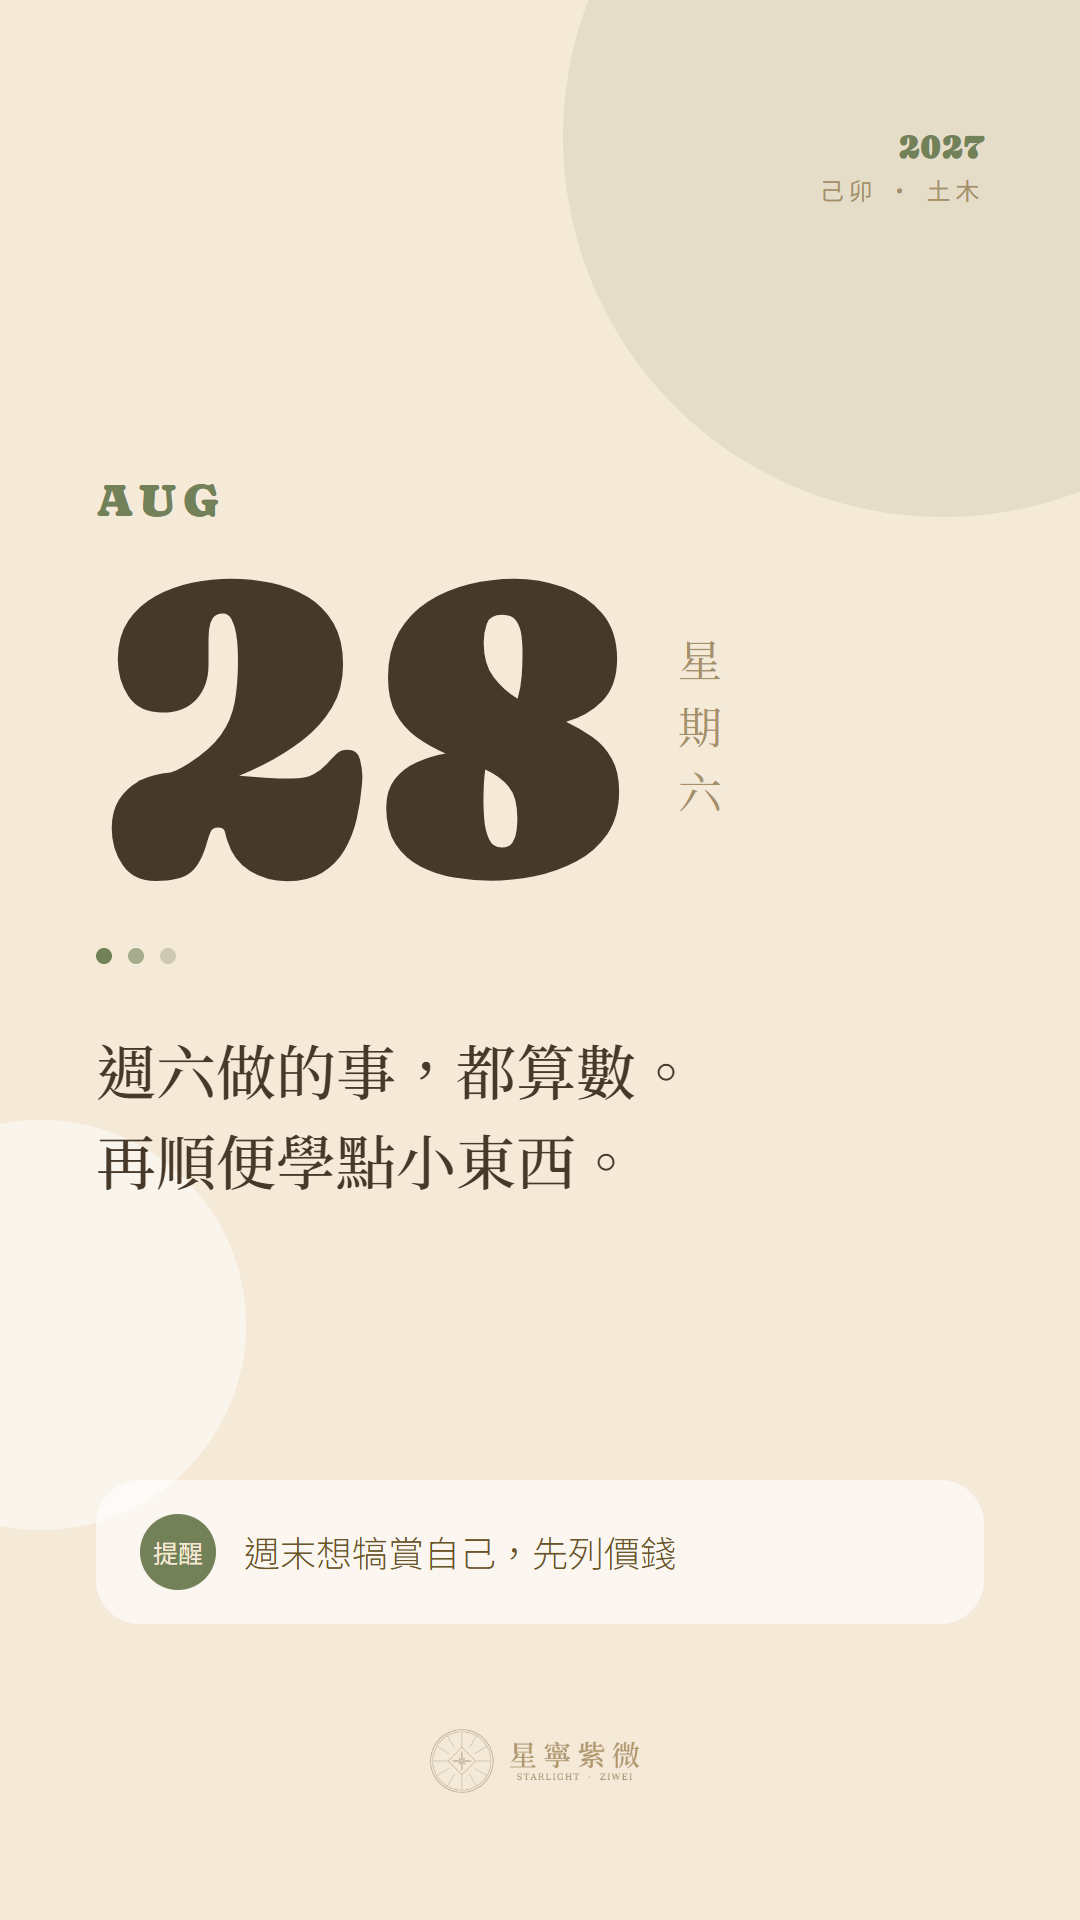 2027
己卯 · 土木
AUG
28
星期六
週六做的事，都算數。
再順便學點小東西。
提醒
週末想犒賞自己，先列價錢
星寧紫微
STARLIGHT · ZIWEI